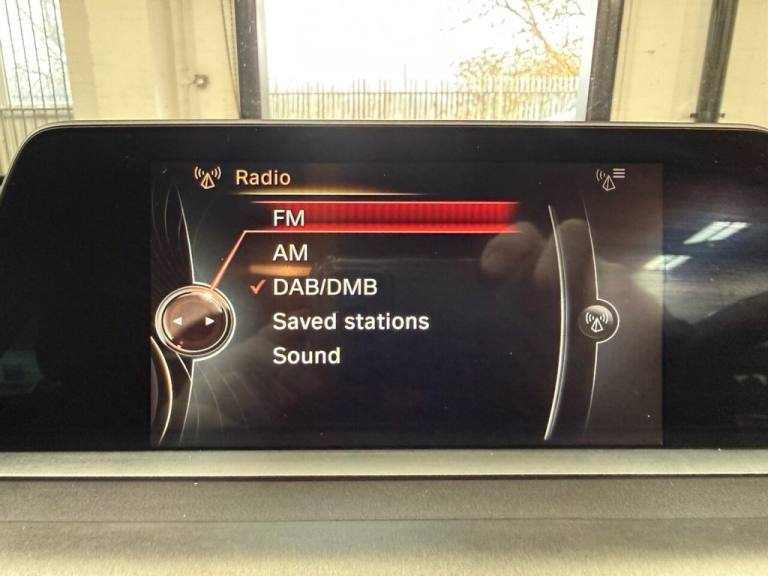 Radio
FM
AM
DAB/DMB
Saved stations
Sound